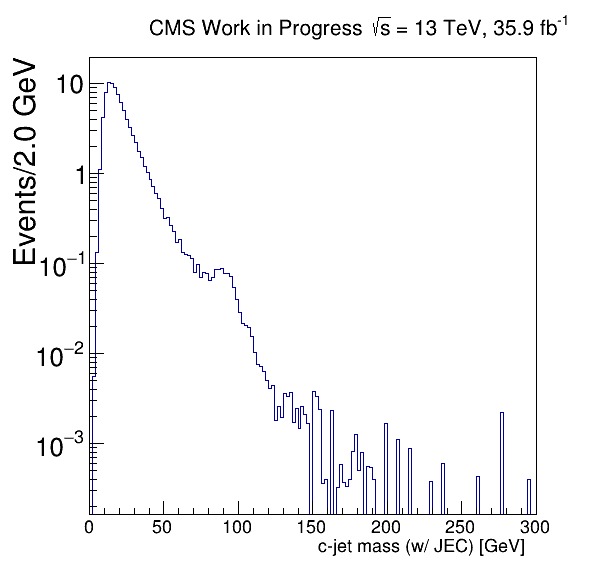 CMS Work in Progress √s = 13 TeV, 35.9 fb⁻¹
Events/2.0 GeV
10
1
10⁻¹
10⁻²
10⁻³
0 50 100 150 200 250 300
c-jet mass (w/ JEC) [GeV]